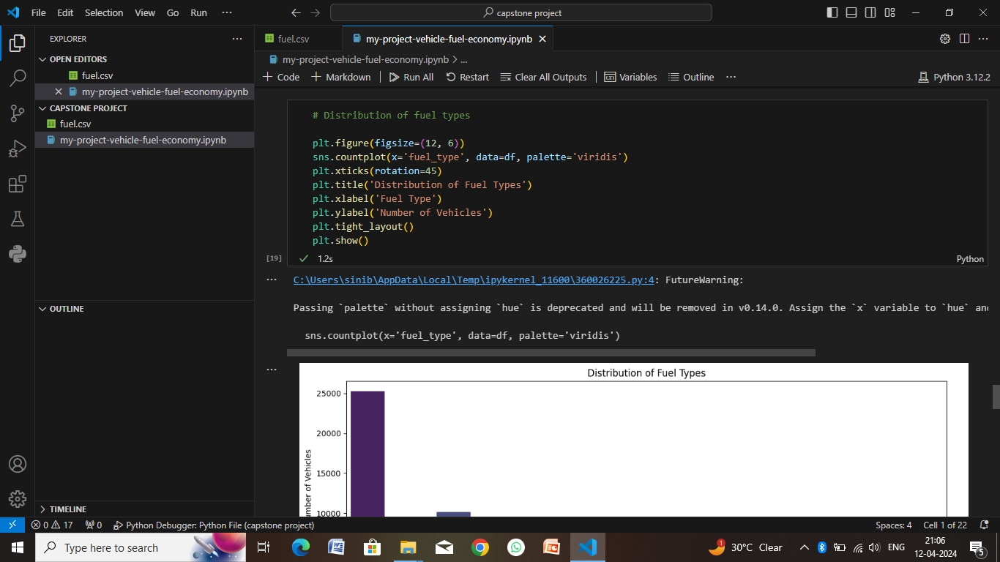 File Edit Selection View Go Run ···
capstone project
EXPLORER ···
OPEN EDITORS
fuel.csv
my-project-vehicle-fuel-economy.ipynb
CAPSTONE PROJECT
fuel.csv
my-project-vehicle-fuel-economy.ipynb
OUTLINE
TIMELINE
fuel.csv
my-project-vehicle-fuel-economy.ipynb
my-project-vehicle-fuel-economy.ipynb > ...
+ Code + Markdown Run All Restart Clear All Outputs Variables Outline ··· Python 3.12.2
# Distribution of fuel types
plt.figure(figsize=(12, 6))
sns.countplot(x='fuel_type', data=df, palette='viridis')
plt.xticks(rotation=45)
plt.title('Distribution of Fuel Types')
plt.xlabel('Fuel Type')
plt.ylabel('Number of Vehicles')
plt.tight_layout()
plt.show()
[19] 1.2s Python
C:\Users\sinib\AppData\Local\Temp\ipykernel_11600\360026225.py:4: FutureWarning:
Passing `palette` without assigning `hue` is deprecated and will be removed in v0.14.0. Assign the `x` variable to `hue` and
sns.countplot(x='fuel_type', data=df, palette='viridis')
Distribution of Fuel Types
25000
20000
15000
10000
mber of Vehicles
0 17 0 Python Debugger: Python File (capstone project) Spaces: 4 Cell 1 of 22
Type here to search
1 30°C Clear ENG 21:06
12-04-2024 5